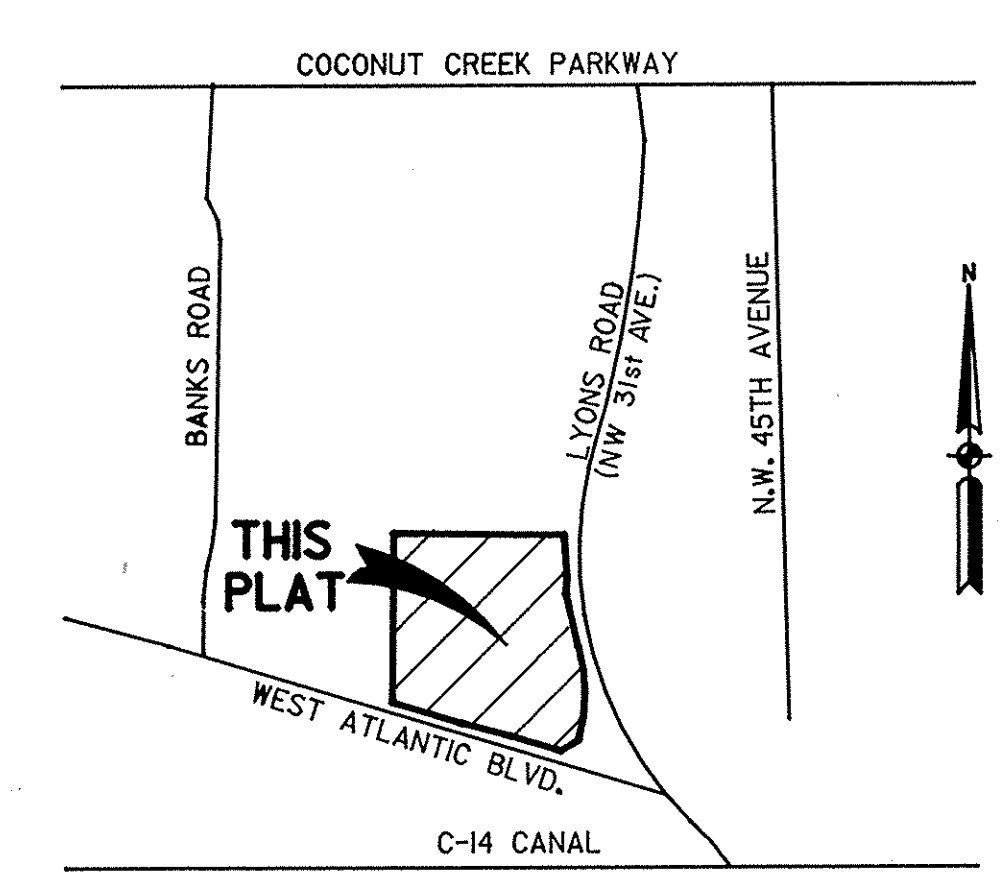 COCONUT CREEK PARKWAY
BANKS ROAD
LYONS ROAD
(NW 31st AVE.)
N.W. 45TH AVENUE
N
THIS
PLAT
WEST ATLANTIC BLVD.
C-14 CANAL